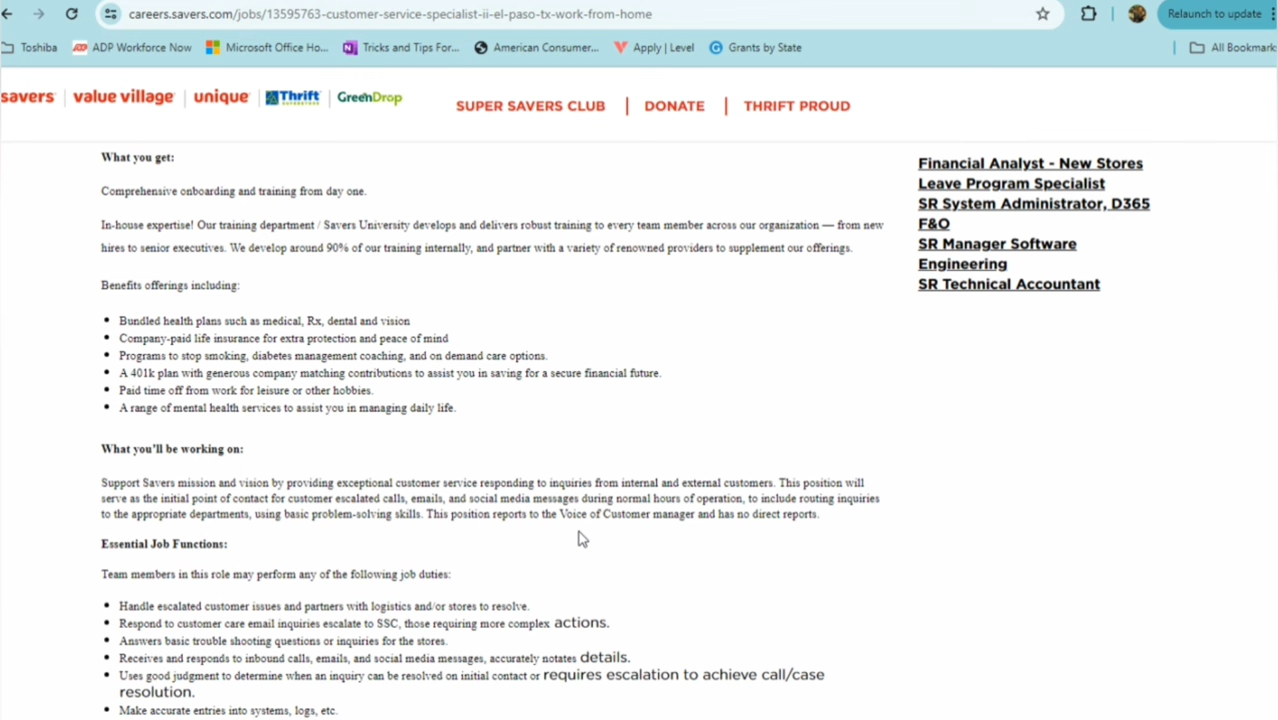 careers.savers.com/jobs/13595763-customer-service-specialist-ii-el-paso-tx-work-from-home
Relaunch to update
Toshiba ADP Workforce Now Microsoft Office Ho... Tricks and Tips For... American Consumer... Apply | Level Grants by State All Bookmark
savers value village unique Thrift SUPERSTORE GreenDrop
SUPER SAVERS CLUB | DONATE | THRIFT PROUD
What you get:
Comprehensive onboarding and training from day one.
In-house expertise! Our training department / Savers University develops and delivers robust training to every team member across our organization — from new
hires to senior executives. We develop around 90% of our training internally, and partner with a variety of renowned providers to supplement our offerings.
Benefits offerings including:
• Bundled health plans such as medical, Rx, dental and vision
• Company-paid life insurance for extra protection and peace of mind
• Programs to stop smoking, diabetes management coaching, and on demand care options.
• A 401k plan with generous company matching contributions to assist you in saving for a secure financial future.
• Paid time off from work for leisure or other hobbies.
• A range of mental health services to assist you in managing daily life.
What you'll be working on:
Support Savers mission and vision by providing exceptional customer service responding to inquiries from internal and external customers. This position will
serve as the initial point of contact for customer escalated calls, emails, and social media messages during normal hours of operation, to include routing inquiries
to the appropriate departments, using basic problem-solving skills. This position reports to the Voice of Customer manager and has no direct reports.
Essential Job Functions:
Team members in this role may perform any of the following job duties:
• Handle escalated customer issues and partners with logistics and/or stores to resolve.
• Respond to customer care email inquiries escalate to SSC, those requiring more complex actions.
• Answers basic trouble shooting questions or inquiries for the stores.
• Receives and responds to inbound calls, emails, and social media messages, accurately notates details.
• Uses good judgment to determine when an inquiry can be resolved on initial contact or requires escalation to achieve call/case
resolution.
• Make accurate entries into systems, logs, etc.
Financial Analyst - New Stores
Leave Program Specialist
SR System Administrator, D365
F&O
SR Manager Software
Engineering
SR Technical Accountant